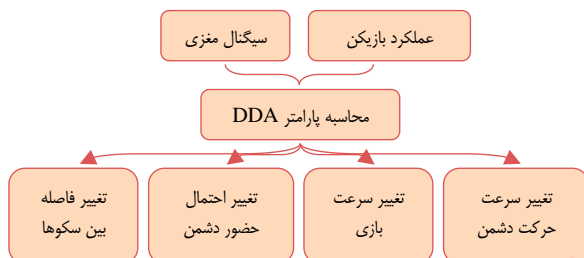 عملکرد بازیکن
سیگنال مغزی
محاسبه پارامتر DDA
تغییر سرعت
حرکت دشمن
تغییر سرعت
بازی
تغییر احتمال
حضور دشمن
تغییر فاصله
بین سکوها